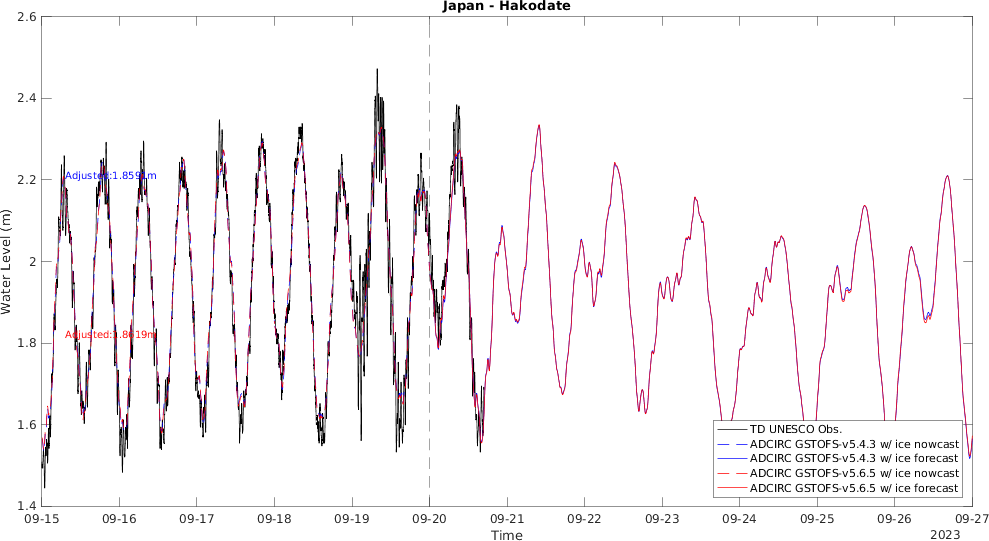 Japan - Hakodate
Water Level (m)
2.6
2.4
2.2
2
1.8
1.6
1.4
Adjusted:1.8591m
Adjusted:1.8619m
TD UNESCO Obs.
ADCIRC GSTOFS-v5.4.3 w/ ice nowcast
ADCIRC GSTOFS-v5.4.3 w/ ice forecast
ADCIRC GSTOFS-v5.6.5 w/ ice nowcast
ADCIRC GSTOFS-v5.6.5 w/ ice forecast
09-15 09-16 09-17 09-18 09-19 09-20 09-21 09-22 09-23 09-24 09-25 09-26 09-27
Time
2023